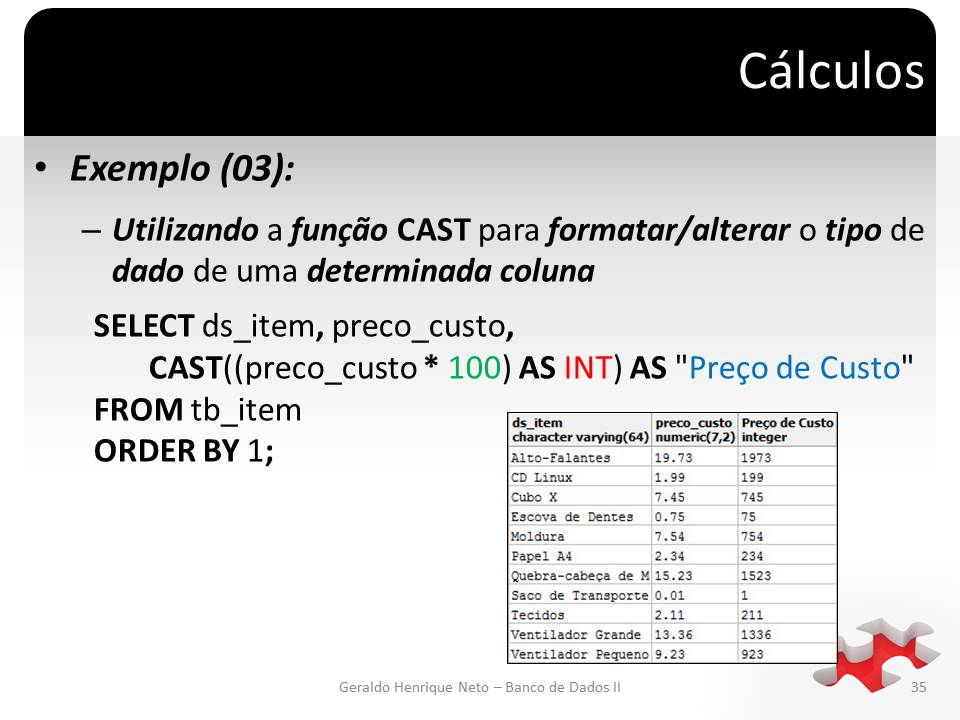 Cálculos
• Exemplo (03):
– Utilizando a função CAST para formatar/alterar o tipo de
dado de uma determinada coluna
SELECT ds_item, preco_custo,
CAST((preco_custo * 100) AS INT) AS "Preço de Custo"
FROM tb_item
ORDER BY 1;
ds_item preco_custo Preço de Custo
character varying(64) numeric(7,2) integer
Alto-Falantes 19.73 1973
CD Linux 1.99 199
Cubo X 7.45 745
Escova de Dentes 0.75 75
Moldura 7.54 754
Papel A4 2.34 234
Quebra-cabeça de M 15.23 1523
Saco de Transporte 0.01 1
Tecidos 2.11 211
Ventilador Grande 13.36 1336
Ventilador Pequeno 9.23 923
Geraldo Henrique Neto – Banco de Dados II 35